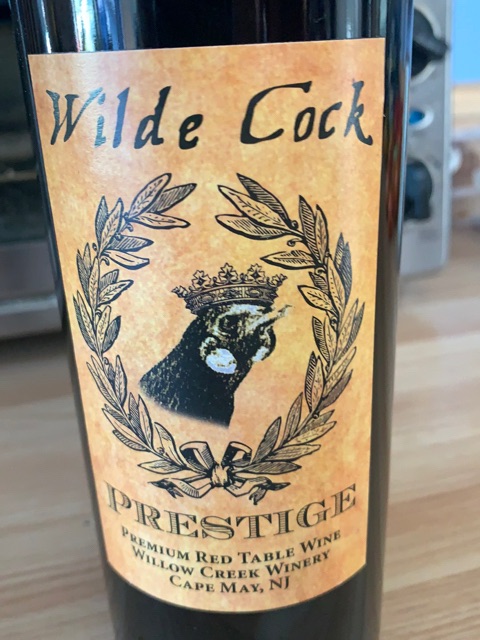 Wilde Cock
PRESTIGE
PREMIUM RED TABLE WINE
WILLOW CREEK WINERY
CAPE MAY, NJ